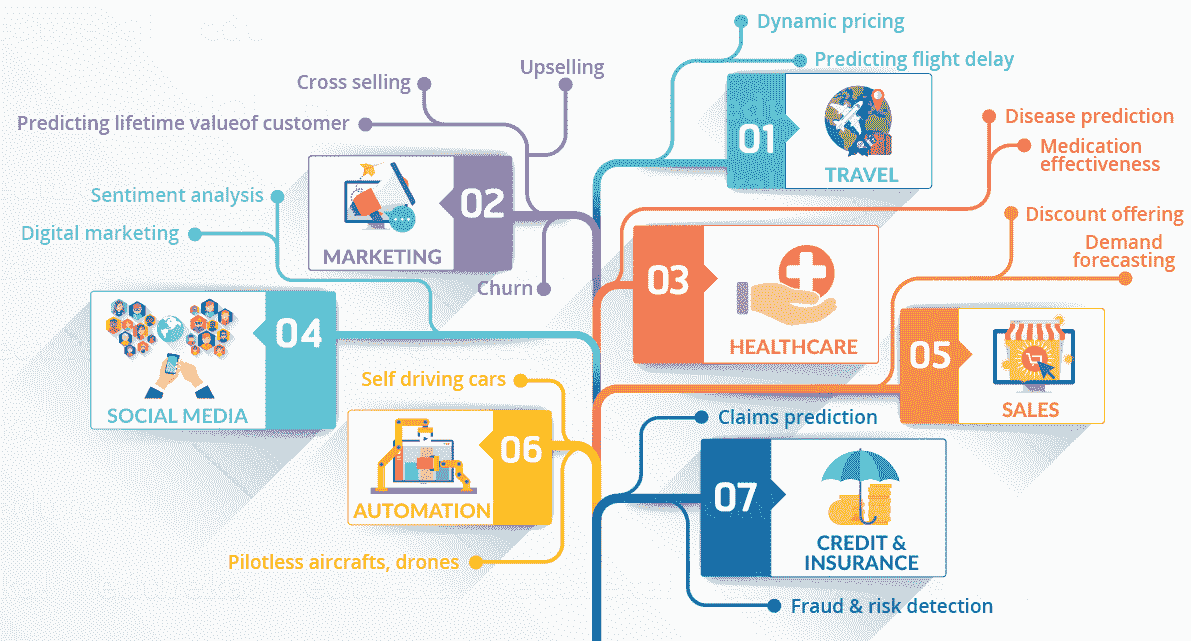 Dynamic pricing
Predicting flight delay
01
TRAVEL
Upselling
Cross selling
Predicting lifetime valueof customer
02
MARKETING
Churn
Disease prediction
Medication
effectiveness
03
HEALTHCARE
Sentiment analysis
Digital marketing
04
SOCIAL MEDIA
Discount offering
Demand
forecasting
05
SALES
Self driving cars
06
AUTOMATION
Pilotless aircrafts, drones
Claims prediction
07
CREDIT &
INSURANCE
Fraud & risk detection